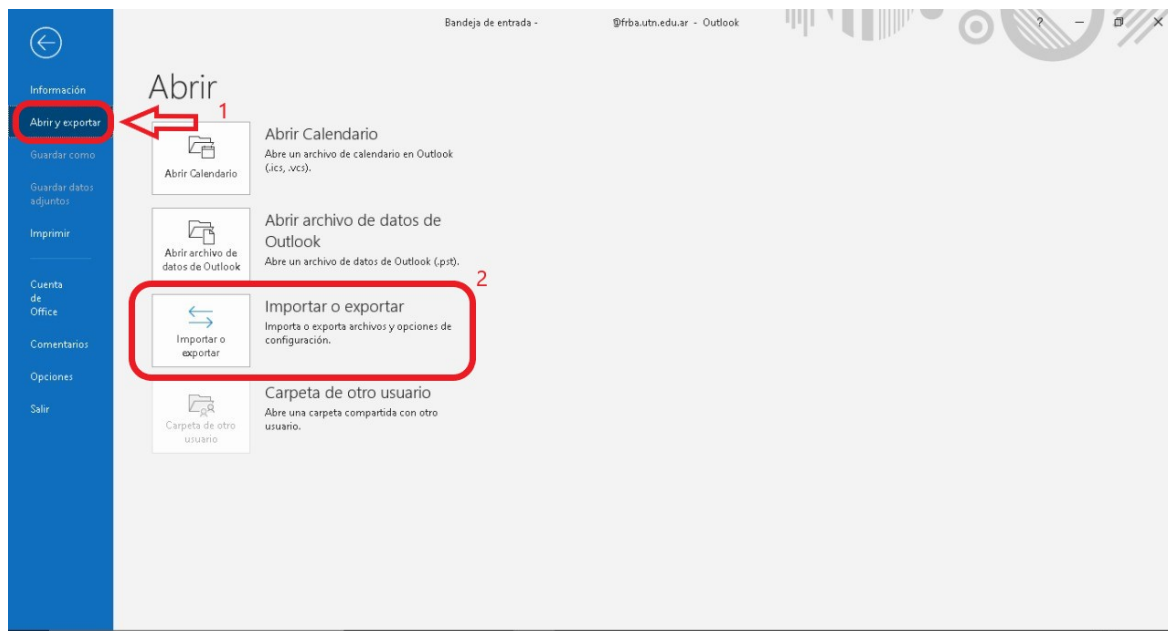 Bandeja de entrada - @frba.utn.edu.ar - Outlook
?
Información
Abrir y exportar
Guardar como
Guardar datos
adjuntos
Imprimir
Cuenta
de
Office
Comentarios
Opciones
Salir
Abrir
1
Abrir Calendario
Abrir Calendario
Abre un archivo de calendario en Outlook
(.ics, .vcs).
Abrir archivo de
datos de Outlook
Abrir archivo de datos de
Outlook
Abre un archivo de datos de Outlook (.pst).
2
Importar o
exportar
Importar o exportar
Importa o exporta archivos y opciones de
configuración.
Carpeta de otro
usuario
Carpeta de otro usuario
Abre una carpeta compartida con otro
usuario.